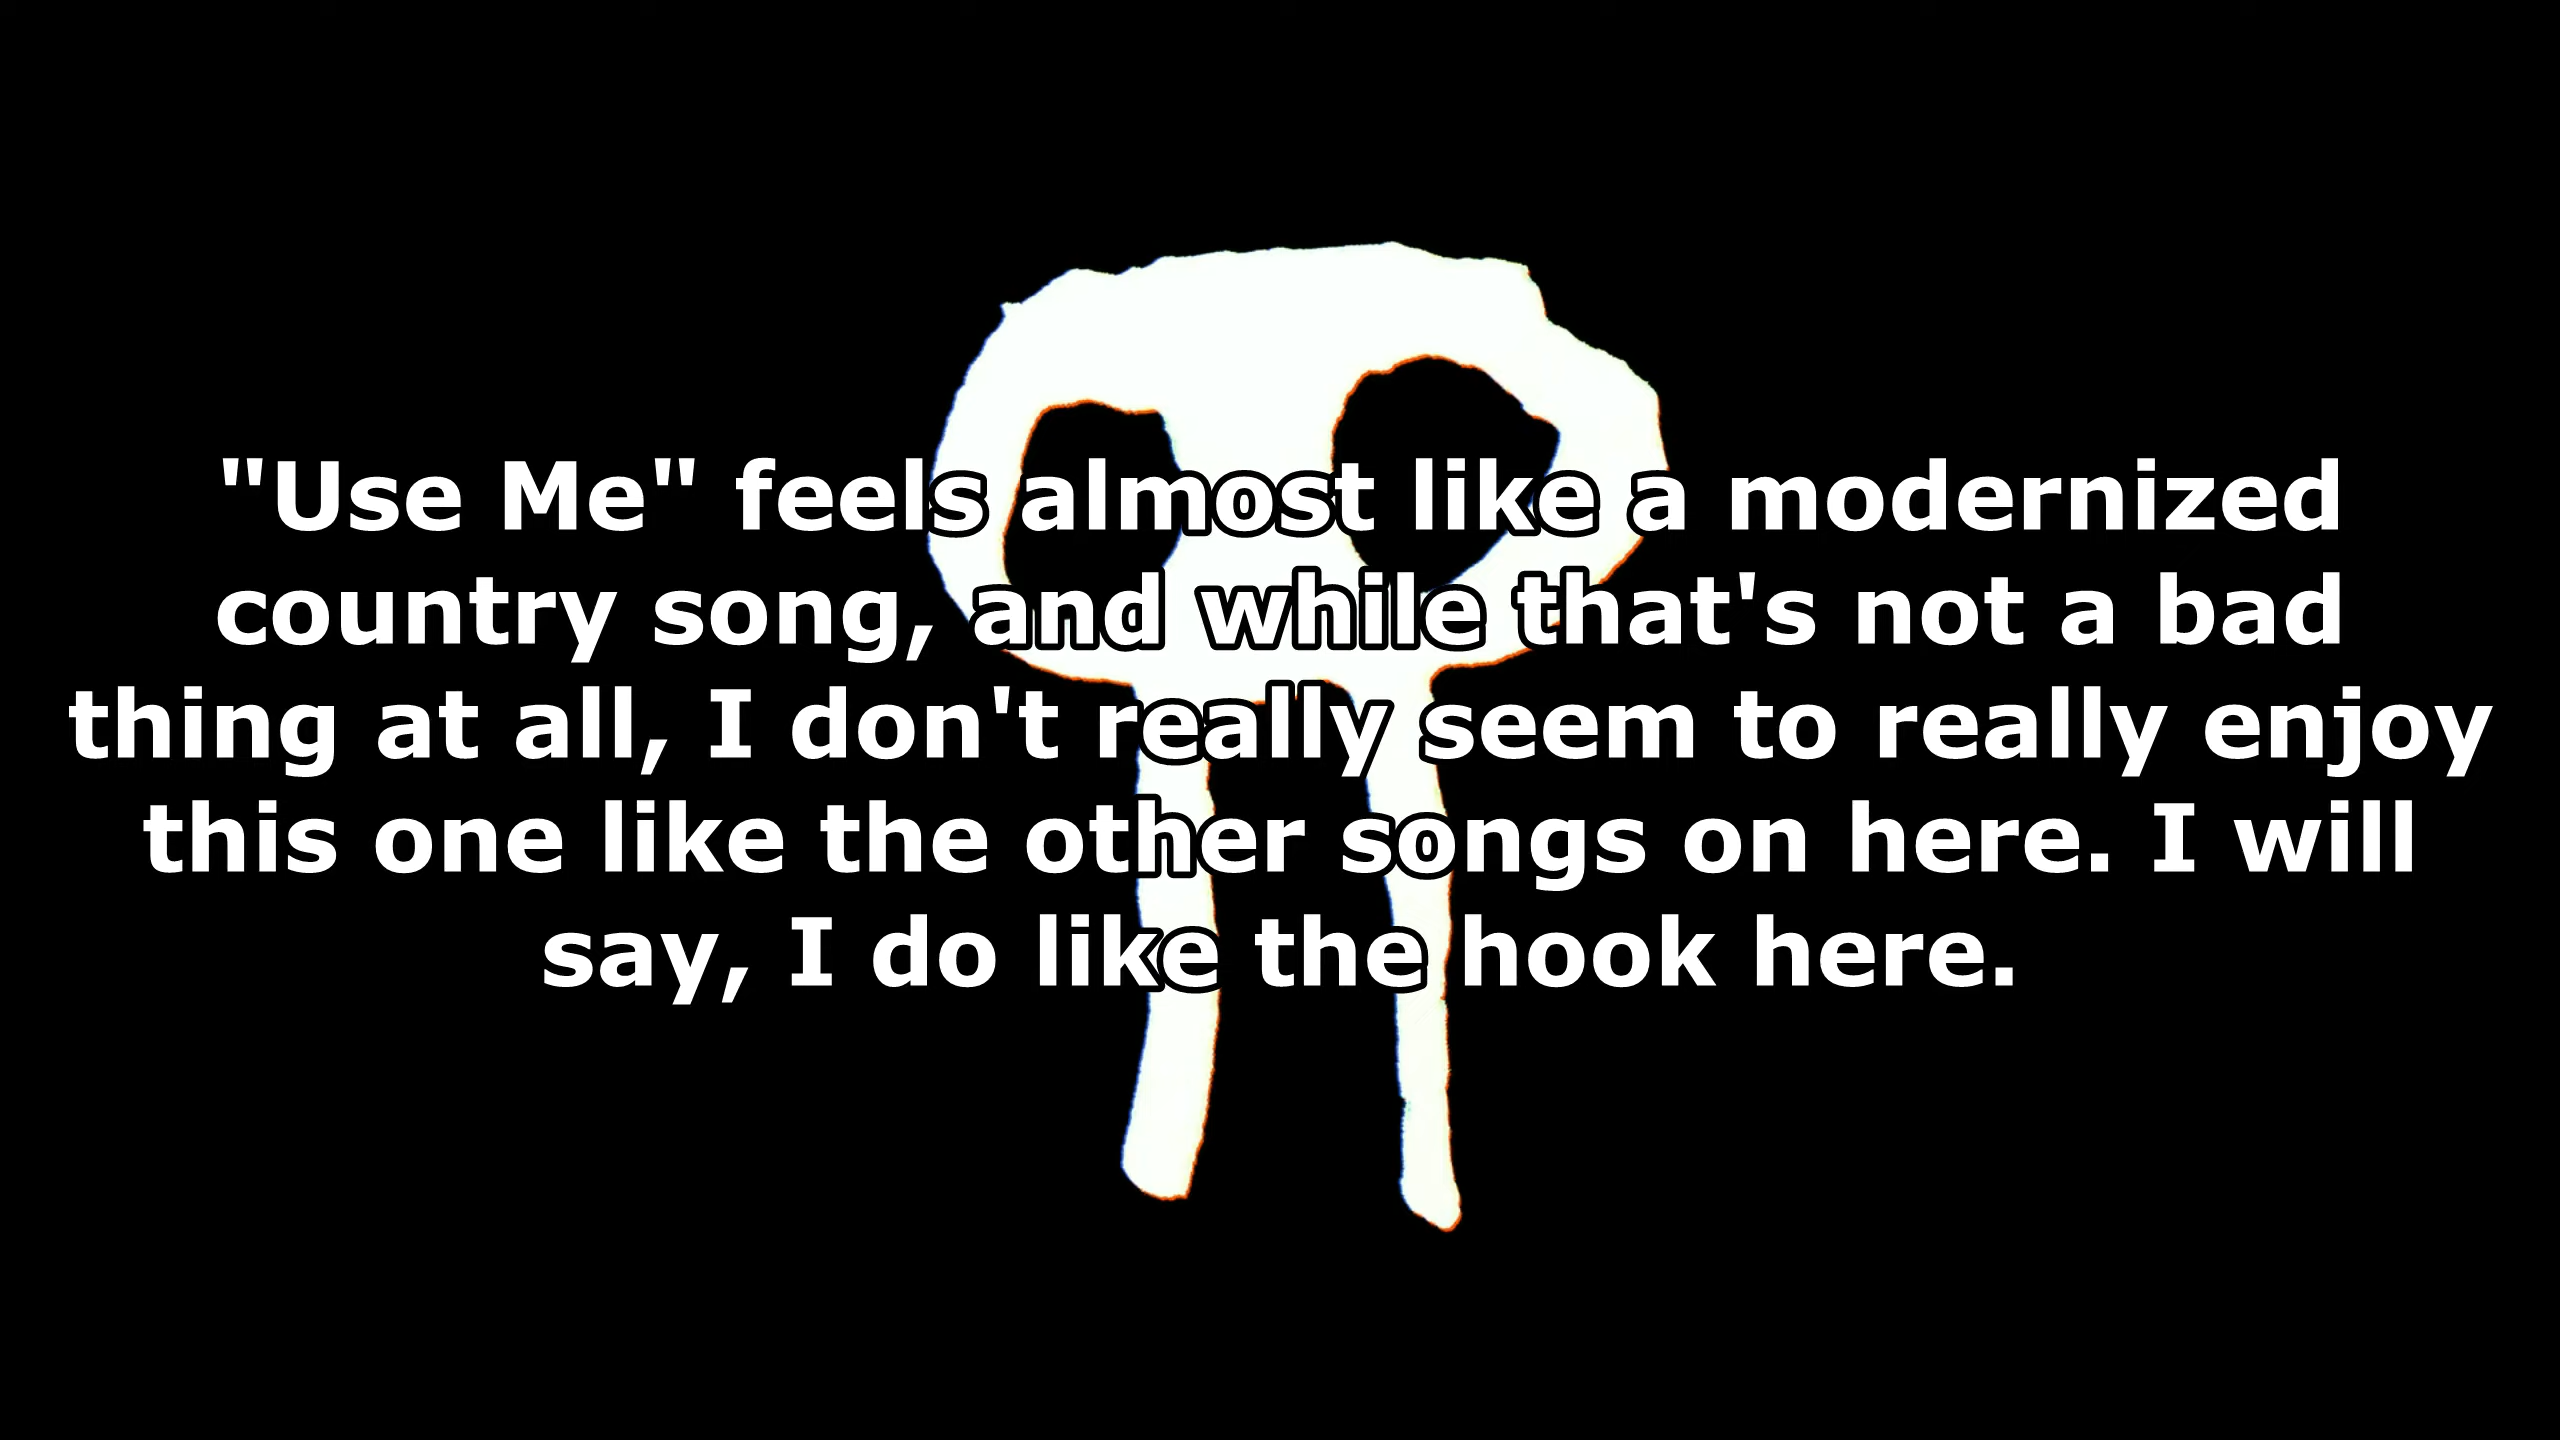 "Use Me" feels almost like a modernized
country song, and while that's not a bad
thing at all, I don't really seem to really enjoy
this one like the other songs on here. I will
say, I do like the hook here.